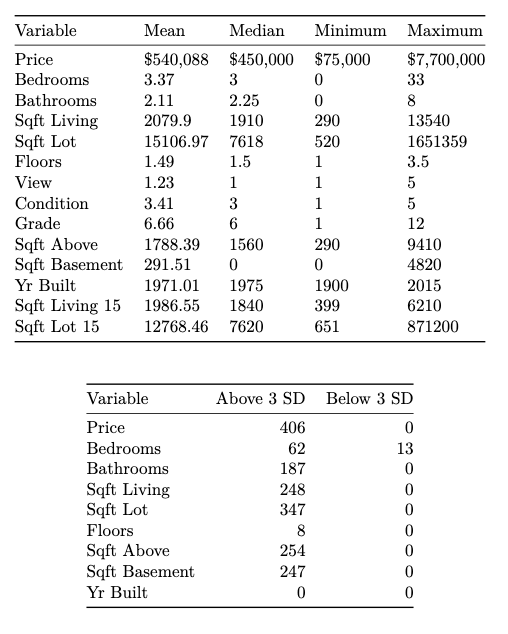 Variable Mean Median Minimum Maximum
Price $540,088 $450,000 $75,000 $7,700,000
Bedrooms 3.37 3 0 33
Bathrooms 2.11 2.25 0 8
Sqft Living 2079.9 1910 290 13540
Sqft Lot 15106.97 7618 520 1651359
Floors 1.49 1.5 1 3.5
View 1.23 1 1 5
Condition 3.41 3 1 5
Grade 6.66 6 1 12
Sqft Above 1788.39 1560 290 9410
Sqft Basement 291.51 0 0 4820
Yr Built 1971.01 1975 1900 2015
Sqft Living 15 1986.55 1840 399 6210
Sqft Lot 15 12768.46 7620 651 871200
Variable Above 3 SD Below 3 SD
Price 406 0
Bedrooms 62 13
Bathrooms 187 0
Sqft Living 248 0
Sqft Lot 347 0
Floors 8 0
Sqft Above 254 0
Sqft Basement 247 0
Yr Built 0 0